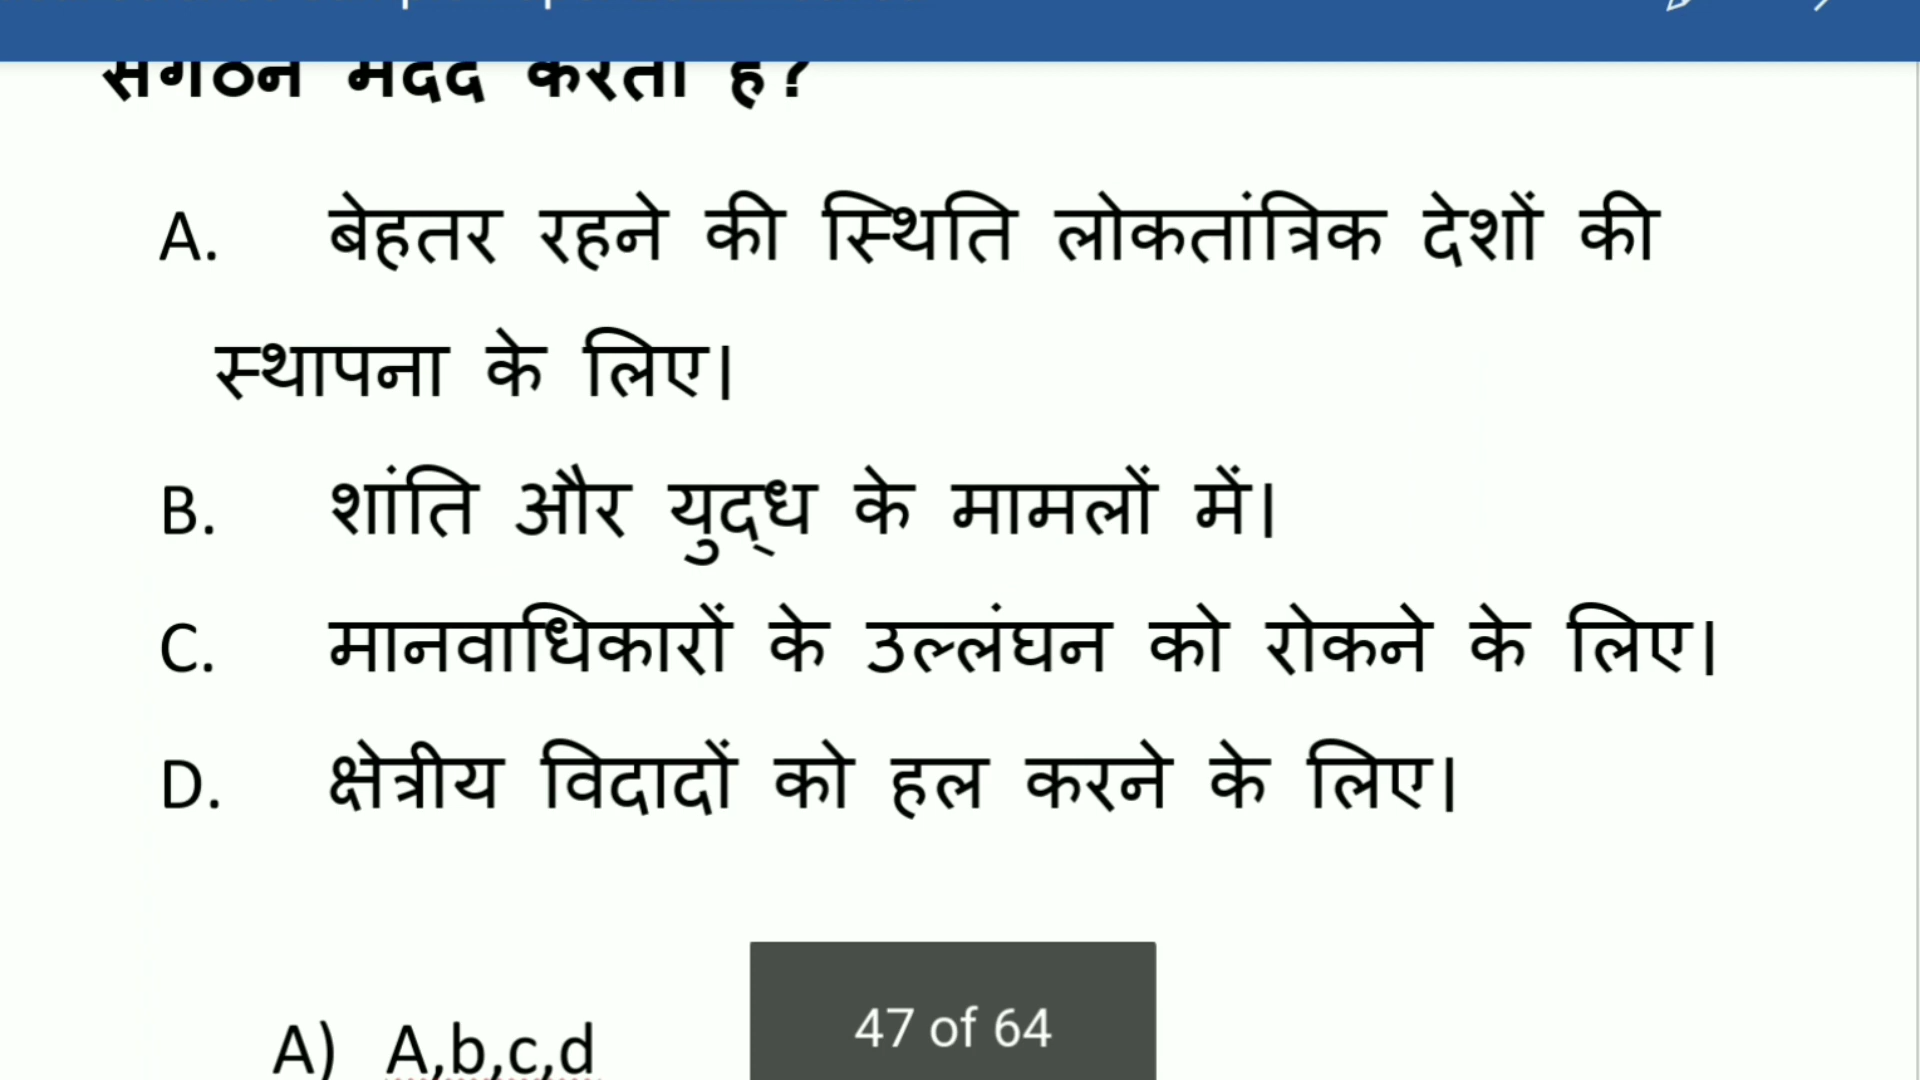 संगठन मदद करता है?
A. बेहतर रहने की स्थिति लोकतांत्रिक देशों की
स्थापना के लिए।
B. शांति और युद्ध के मामलों में।
C. मानवाधिकारों के उल्लंघन को रोकने के लिए।
D. क्षेत्रीय विदादों को हल करने के लिए।
A) A,b,c,d
47 of 64